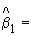 β̂₁ =